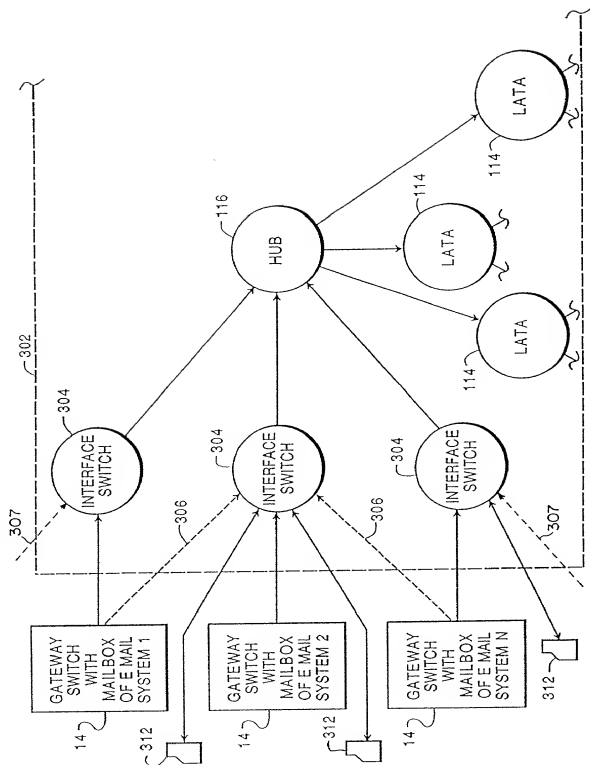 302
307
304
INTERFACE
SWITCH
116
HUB
114
LATA
114
LATA
114
LATA
304
INTERFACE
SWITCH
306
306
304
INTERFACE
SWITCH
307
GATEWAY
SWITCH
WITH
MAILBOX
OF E MAIL
SYSTEM 1
14
312
GATEWAY
SWITCH
WITH
MAILBOX
OF E MAIL
SYSTEM 2
14
312
GATEWAY
SWITCH
WITH
MAILBOX
OF E MAIL
SYSTEM N
14
312